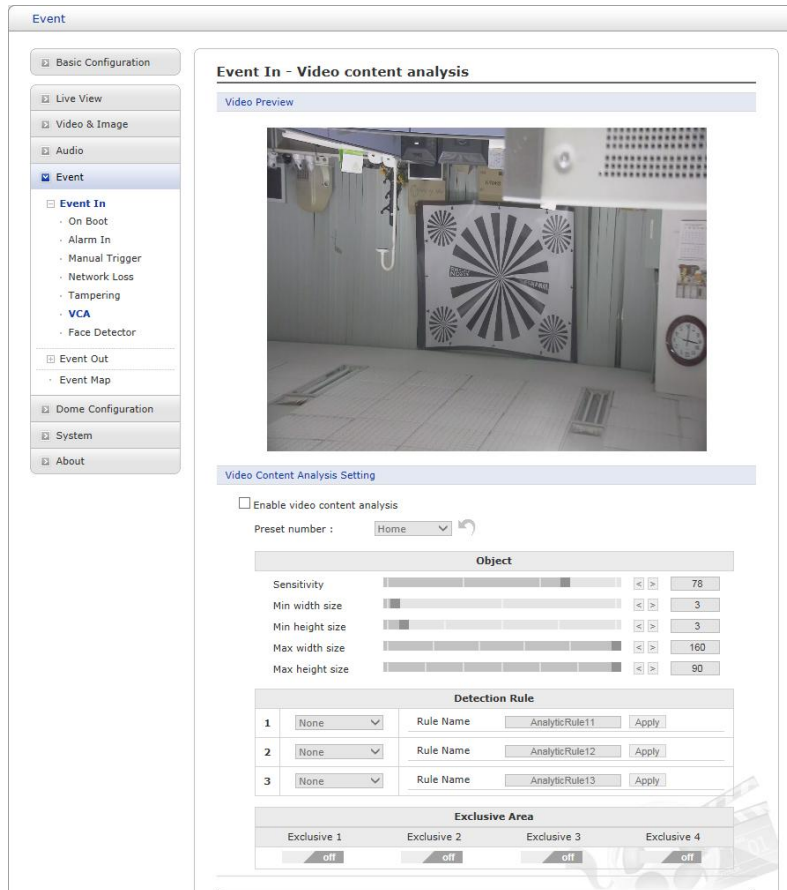 Event
Basic Configuration
Live View
Video & Image
Audio
Event
Event In
On Boot
Alarm In
Manual Trigger
Network Loss
Tampering
VCA
Face Detector
Event Out
Event Map
Dome Configuration
System
About
Event In - Video content analysis
Video Preview
Video Content Analysis Setting
Enable video content analysis
Preset number : Home
Object
Sensitivity < > 78
Min width size < > 3
Min height size < > 3
Max width size < > 160
Max height size < > 90
Detection Rule
1 None Rule Name AnalyticRule11 Apply
2 None Rule Name AnalyticRule12 Apply
3 None Rule Name AnalyticRule13 Apply
Exclusive Area
Exclusive 1 Exclusive 2 Exclusive 3 Exclusive 4
off off off off
01